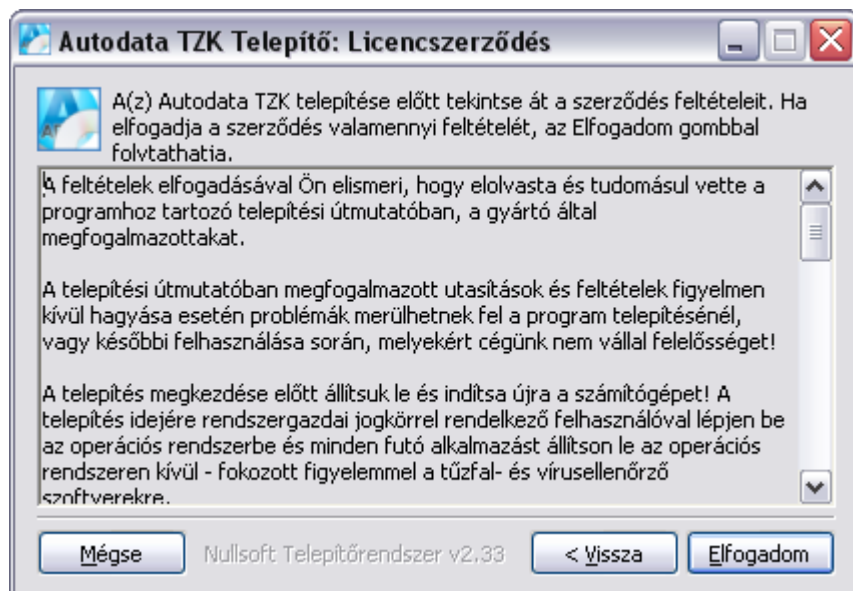 Autodata TZK Telepítő: Licencszerződés
A(z) Autodata TZK telepítése előtt tekintse át a szerződés feltételeit. Ha
elfogadja a szerződés valamennyi feltételét, az Elfogadom gombbal
folytathatja.
A feltételek elfogadásával Ön elismeri, hogy elolvasta és tudomásul vette a
programhoz tartozó telepítési útmutatóban, a gyártó által
megfogalmazottakat.
A telepítési útmutatóban megfogalmazott utasítások és feltételek figyelmen
kívül hagyása esetén problémák merülhetnek fel a program telepítésénél,
vagy későbbi felhasználása során, melyekért cégünk nem vállal felelősséget!
A telepítés megkezdése előtt állítsuk le és indítsa újra a számítógépet! A
telepítés idejére rendszergazdai jogkörrel rendelkező felhasználóval lépjen be
az operációs rendszerbe és minden futó alkalmazást állítson le az operációs
rendszeren kívül - fokozott figyelemmel a tűzfal- és vírusellenőrző
szoftverekre.
Mégse Nullsoft Telepítőrendszer v2.33 < Vissza Elfogadom